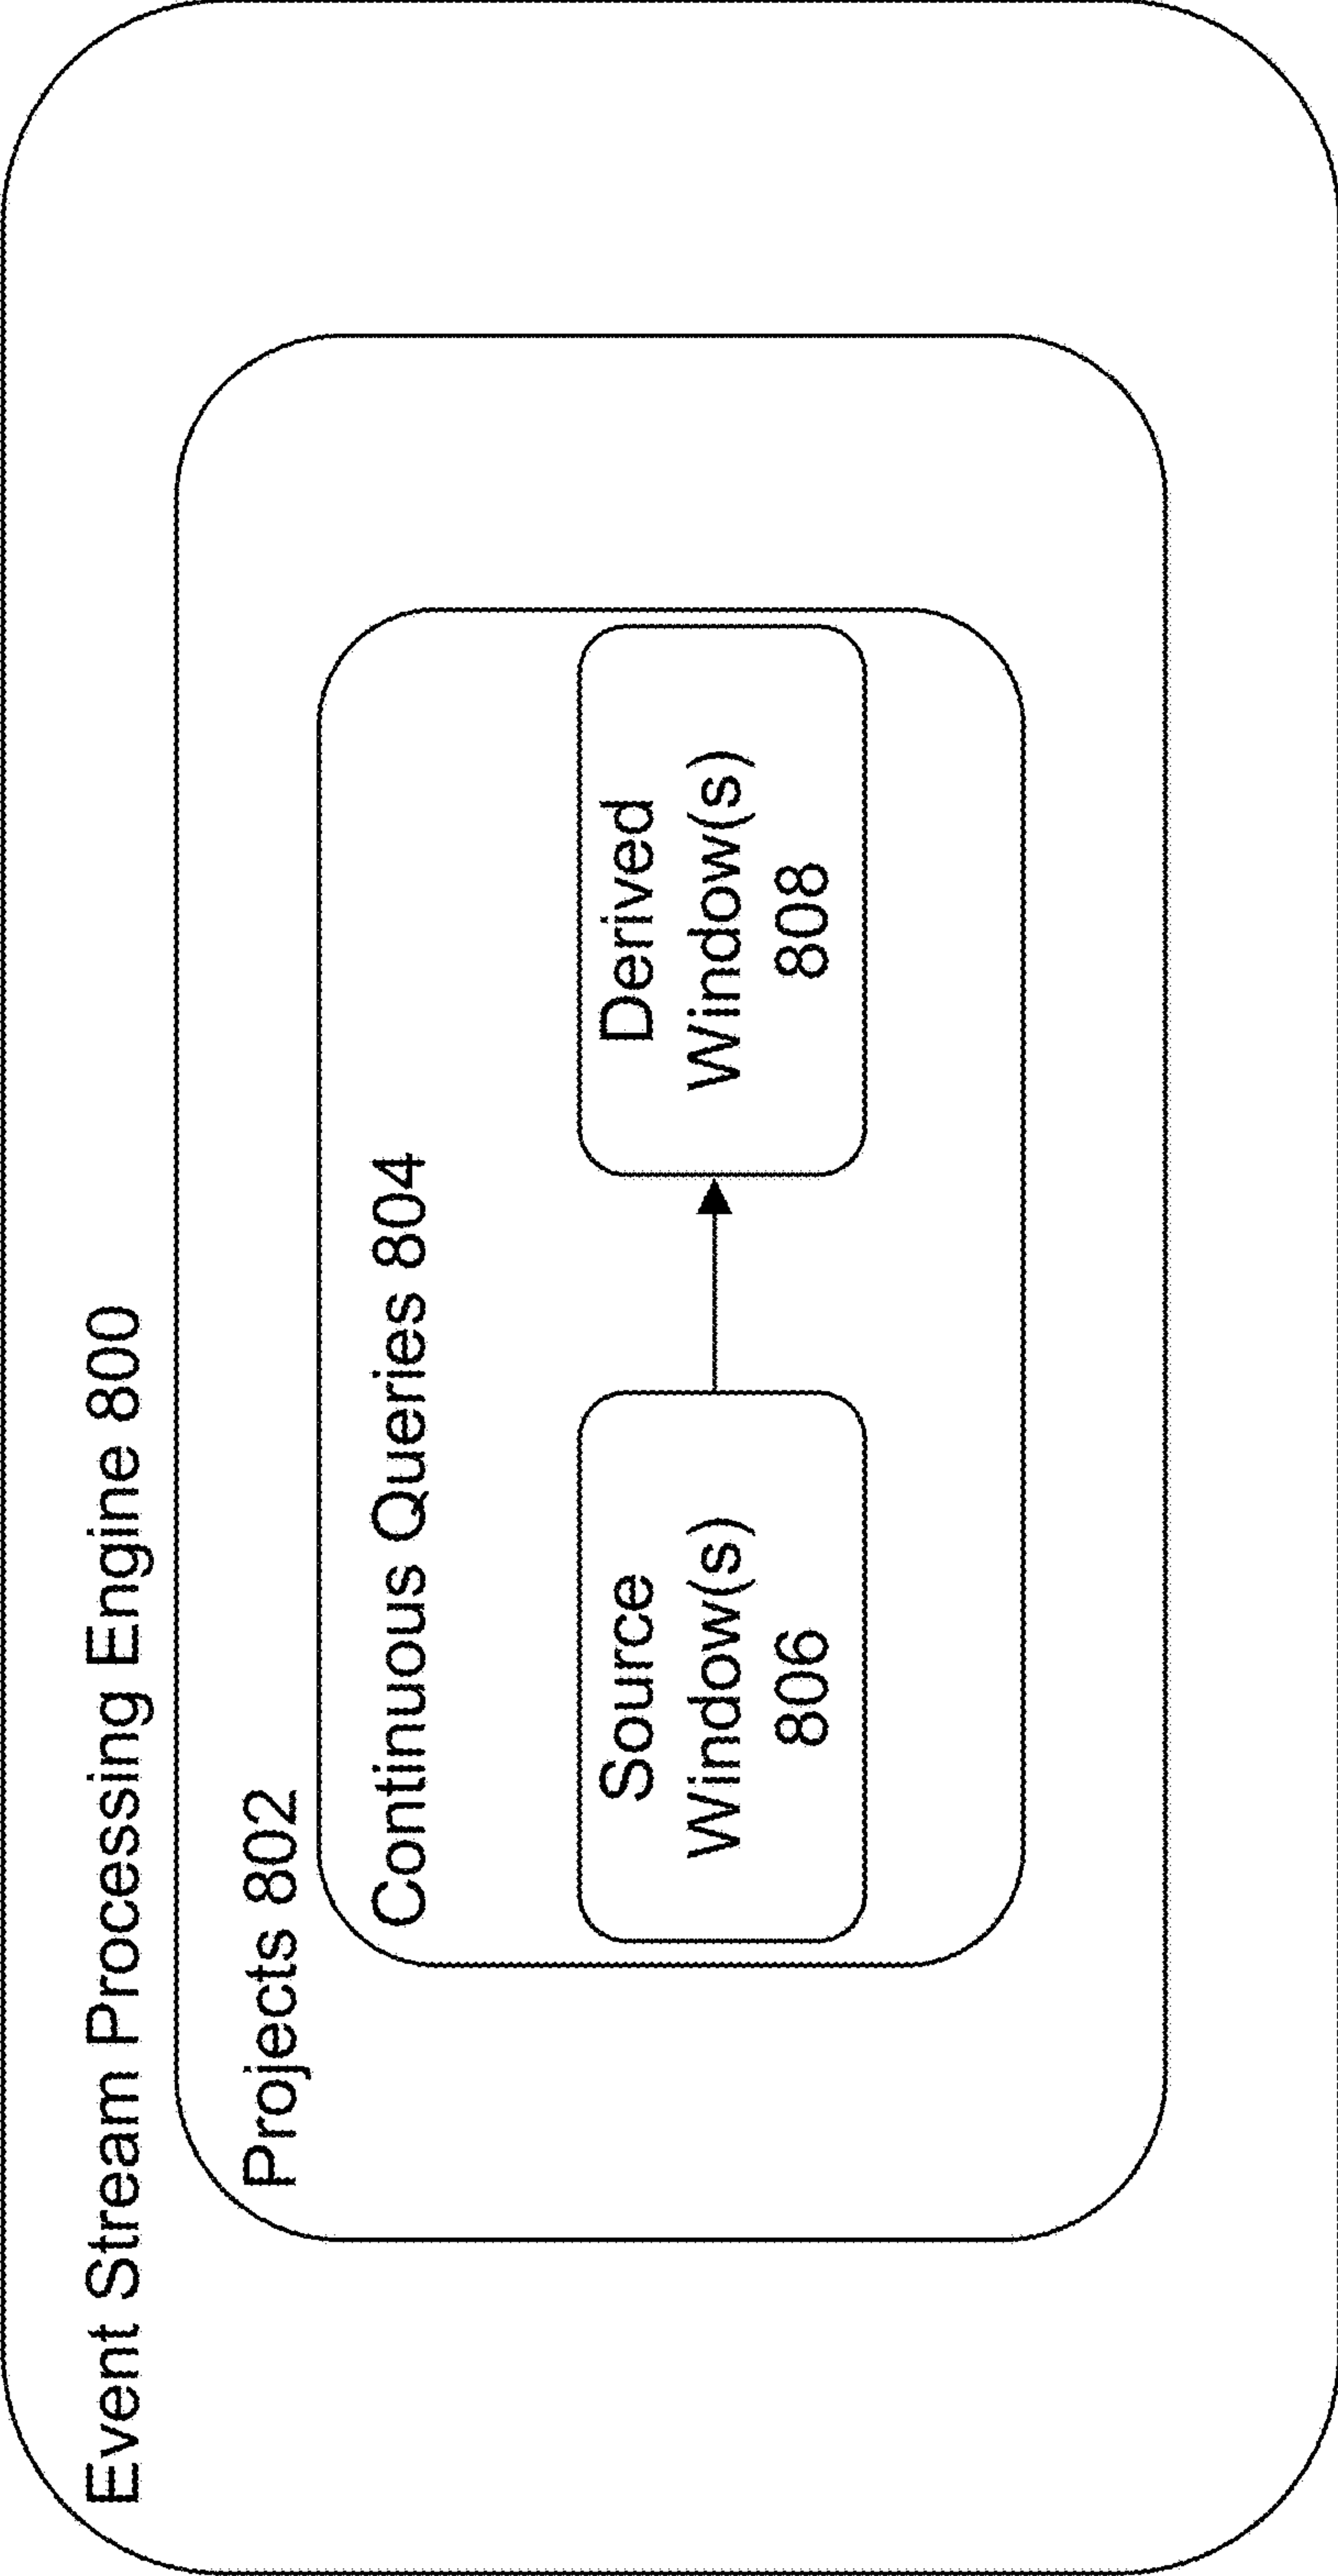 Event Stream Processing Engine 800
Projects 802
Continuous Queries 804
Source
Window(s)
806
Derived
Window(s)
808